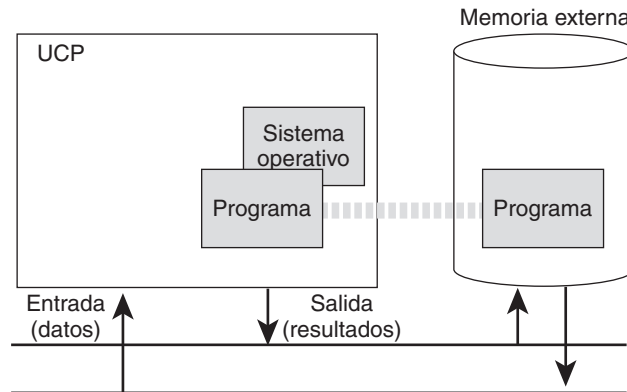 Memoria externa
UCP
Sistema
operativo
Programa
Programa
Entrada
(datos)
Salida
(resultados)